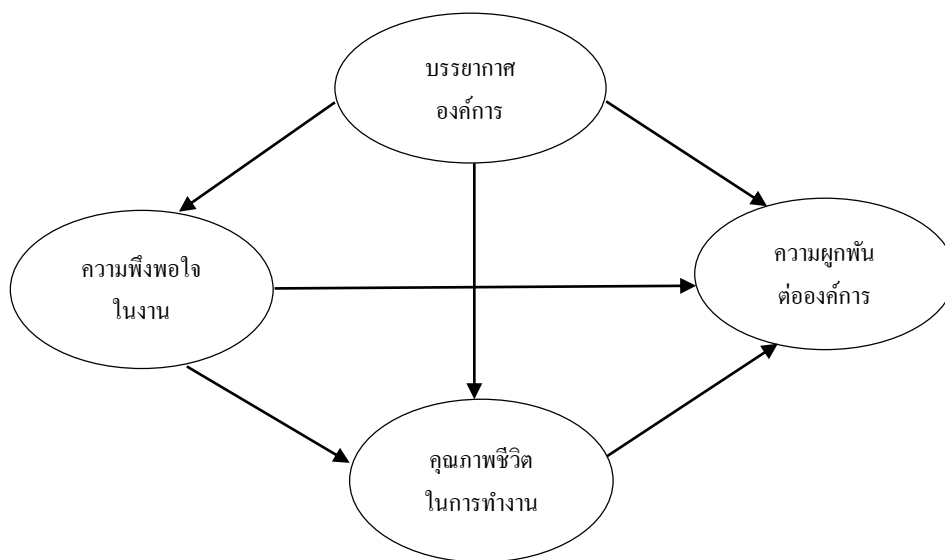 บรรยากาศ
องค์การ
ความพึงพอใจ
ในงาน
ความผูกพัน
ต่อองค์การ
คุณภาพชีวิต
ในการทำงาน